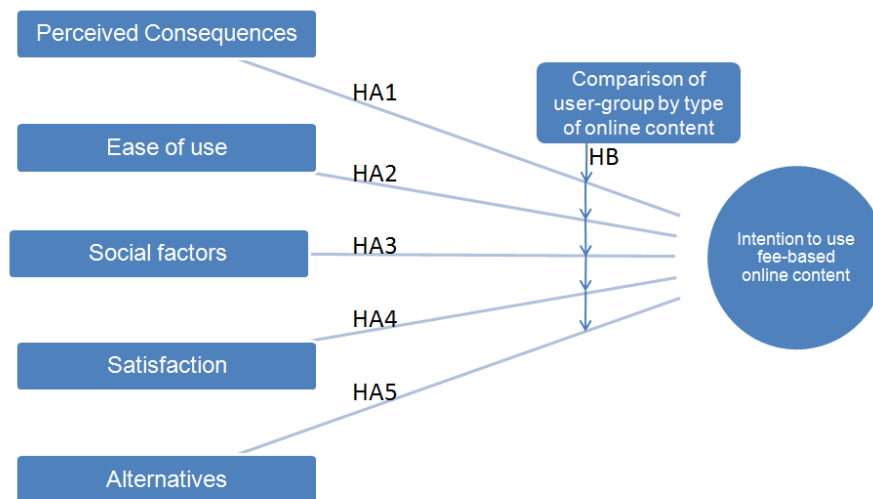 Perceived Consequences
HA1
Comparison of
user-group by type
of online content
Ease of use
HB
HA2
Social factors
HA3
Intention to use
fee-based
online content
HA4
Satisfaction
HA5
Alternatives